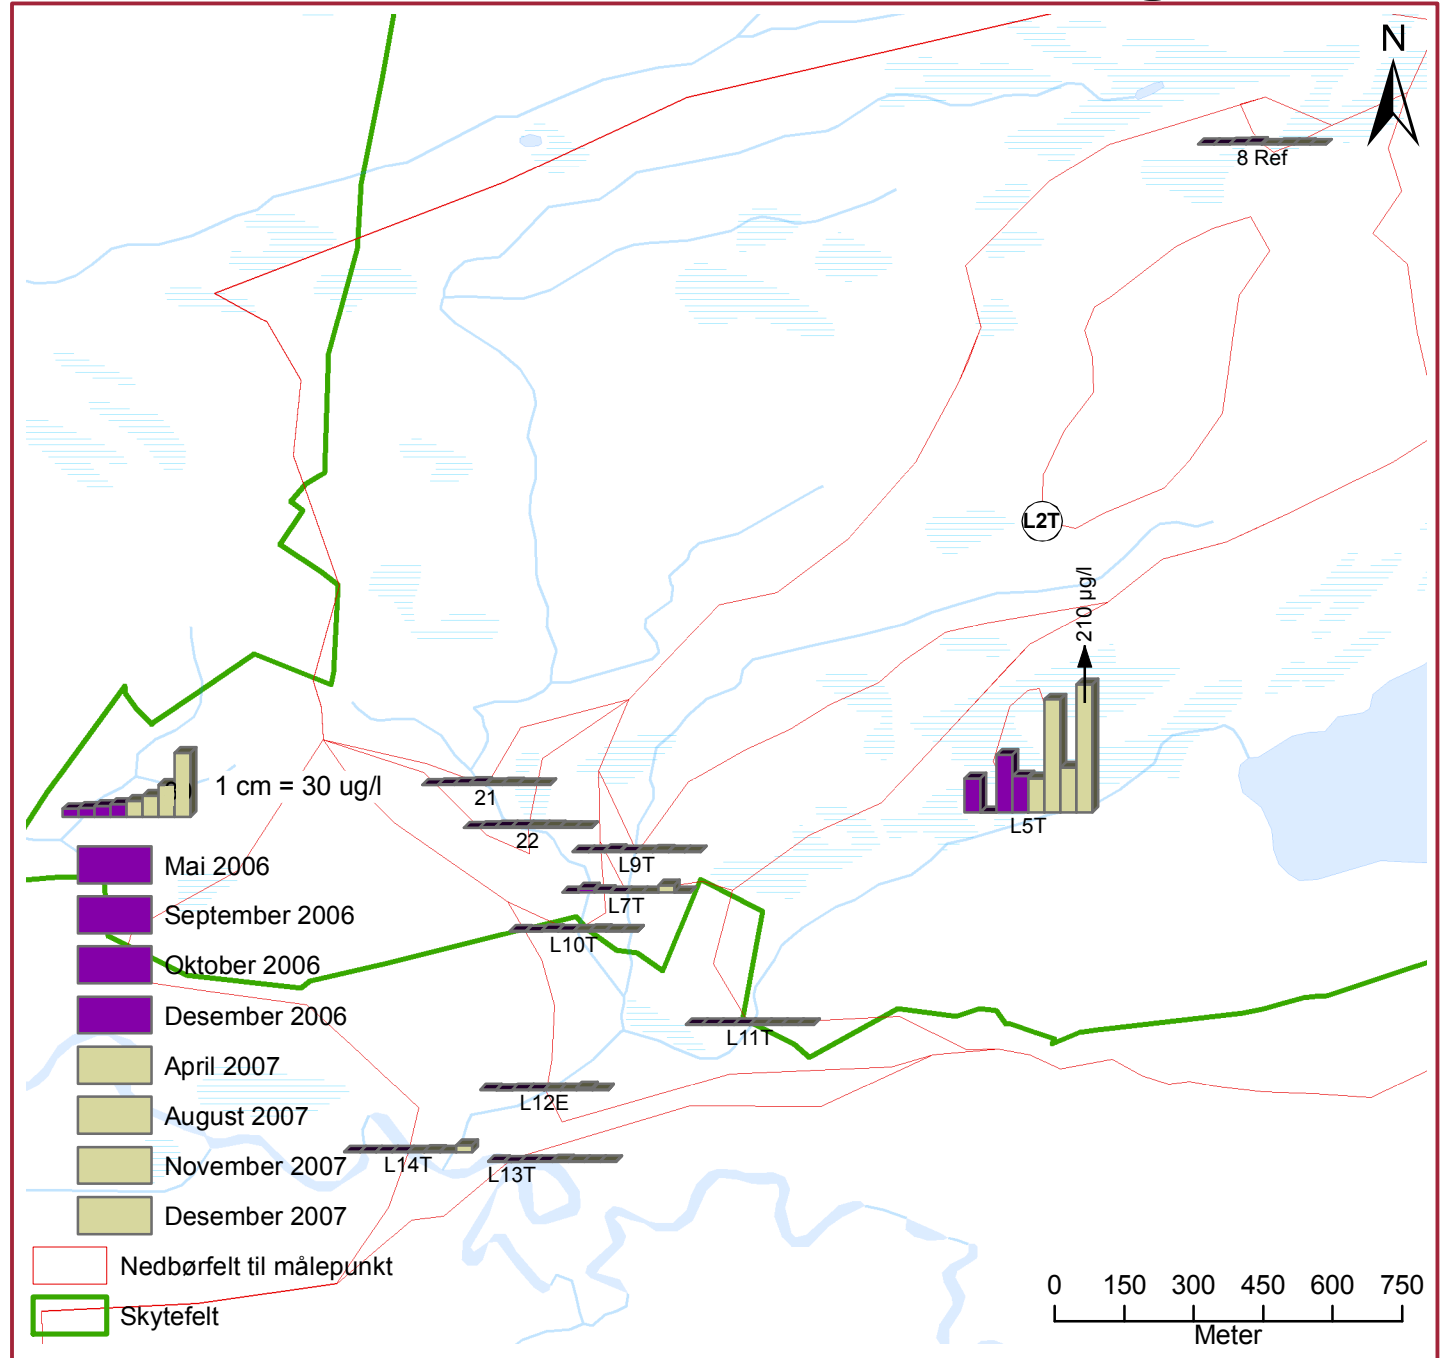 N
8 Ref
L2T
210 µg/l
L5T
1 cm = 30 ug/l
21
22
L9T
L7T
L10T
L11T
L12E
L14T
L13T
Mai 2006
September 2006
Oktober 2006
Desember 2006
April 2007
August 2007
November 2007
Desember 2007
Nedbørfelt til målepunkt
Skytefelt
0 150 300 450 600 750
Meter